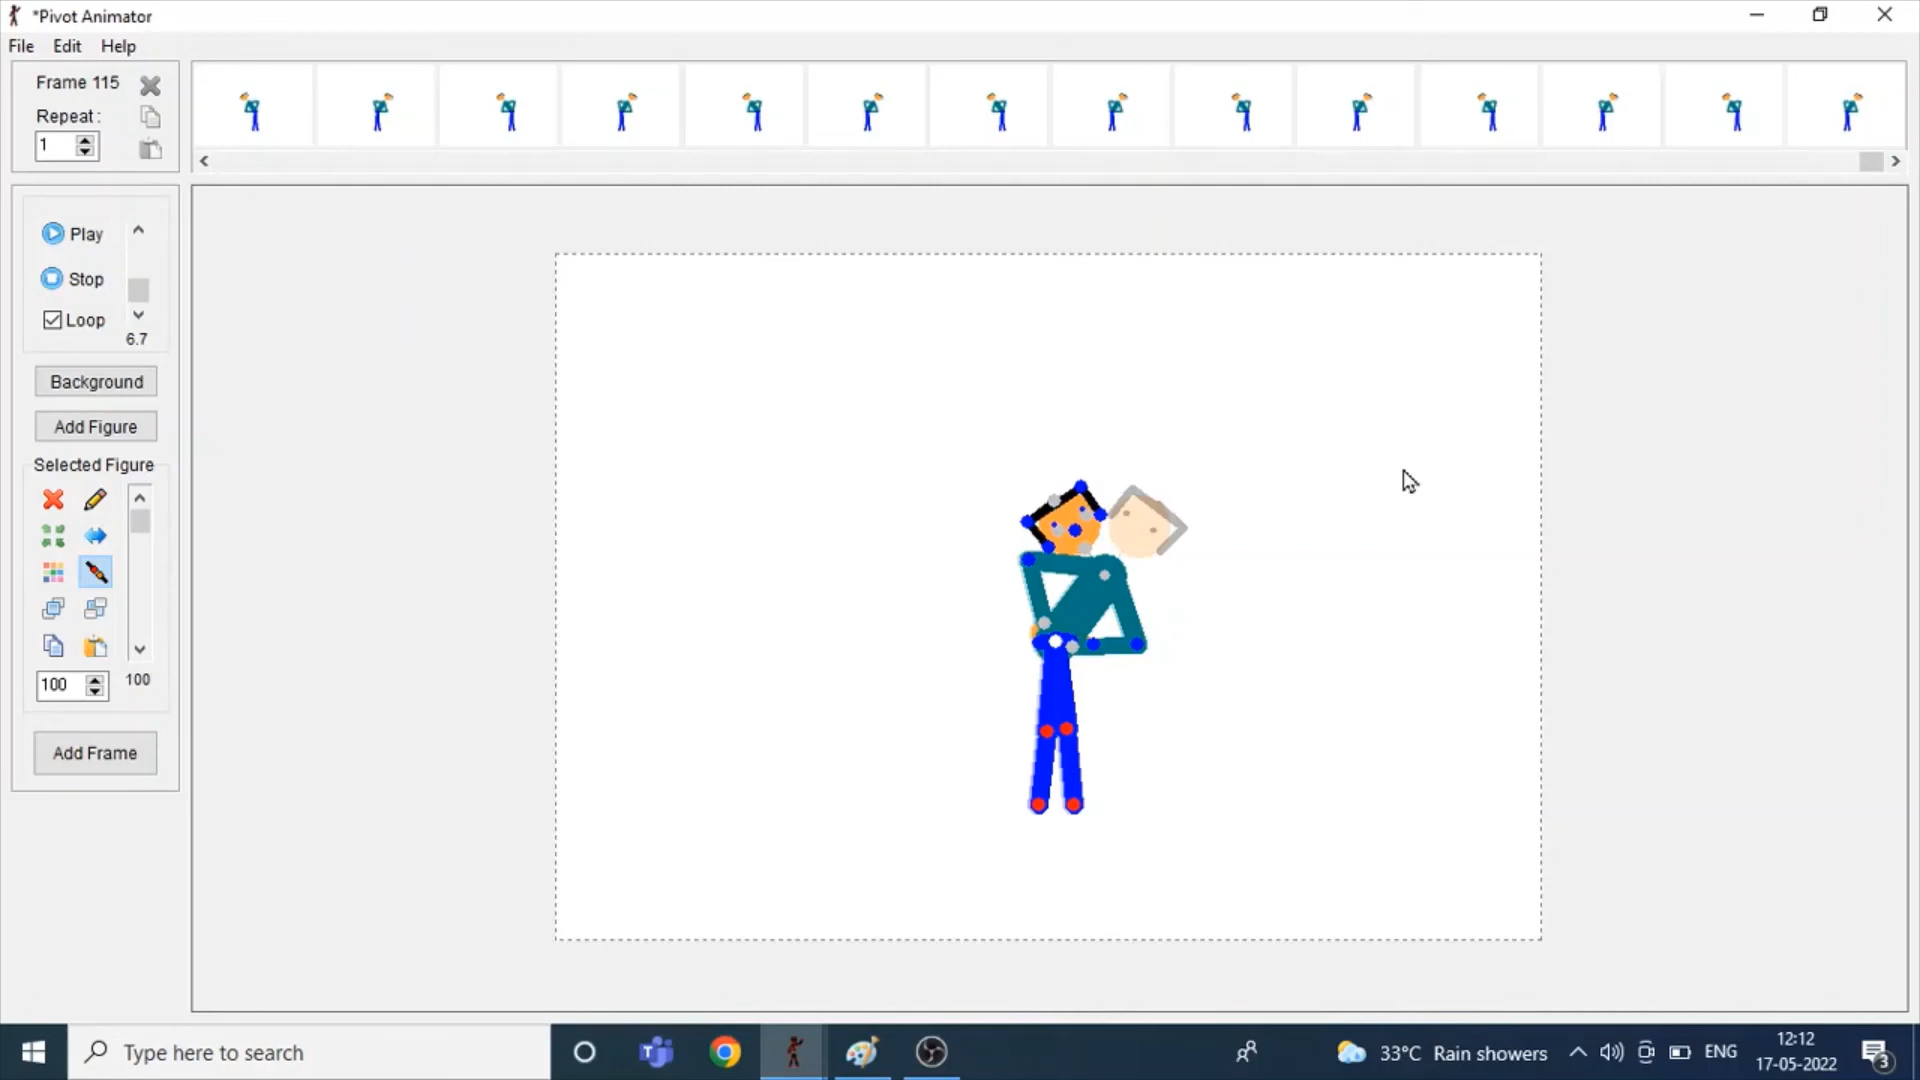 *Pivot Animator
File Edit Help
Frame 115
Repeat:
1
Play
Stop
Loop
6.7
Background
Add Figure
Selected Figure
100
100
Add Frame
Type here to search
33°C Rain showers
ENG
12:12
17-05-2022
3